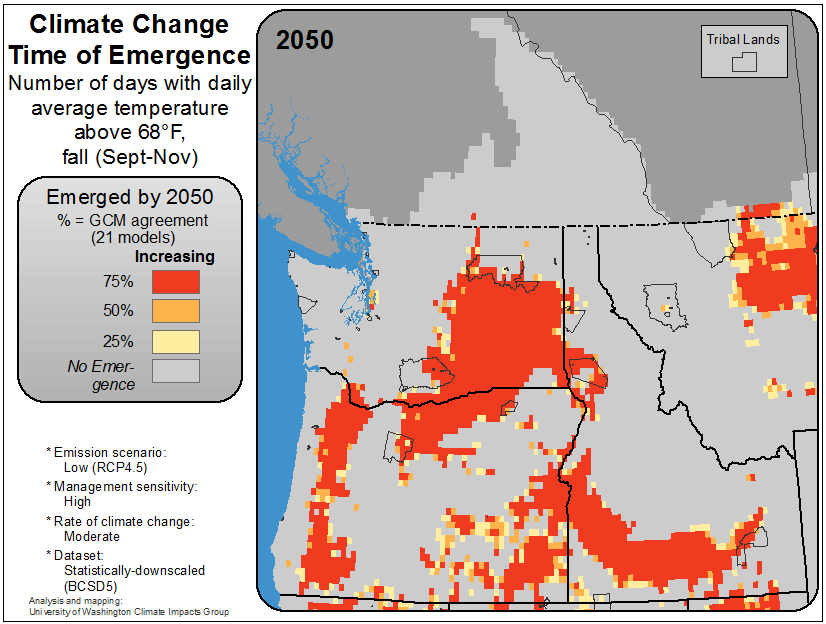 Climate Change
Time of Emergence
Number of days with daily
average temperature
above 68°F,
fall (Sept-Nov)
Emerged by 2050
% = GCM agreement
(21 models)
Increasing
75%
50%
25%
No Emer-
gence
* Emission scenario:
Low (RCP4.5)
* Management sensitivity:
High
* Rate of climate change:
Moderate
* Dataset:
Statistically-downscaled
(BCSD5)
Analysis and mapping:
University of Washington Climate Impacts Group
2050
Tribal Lands